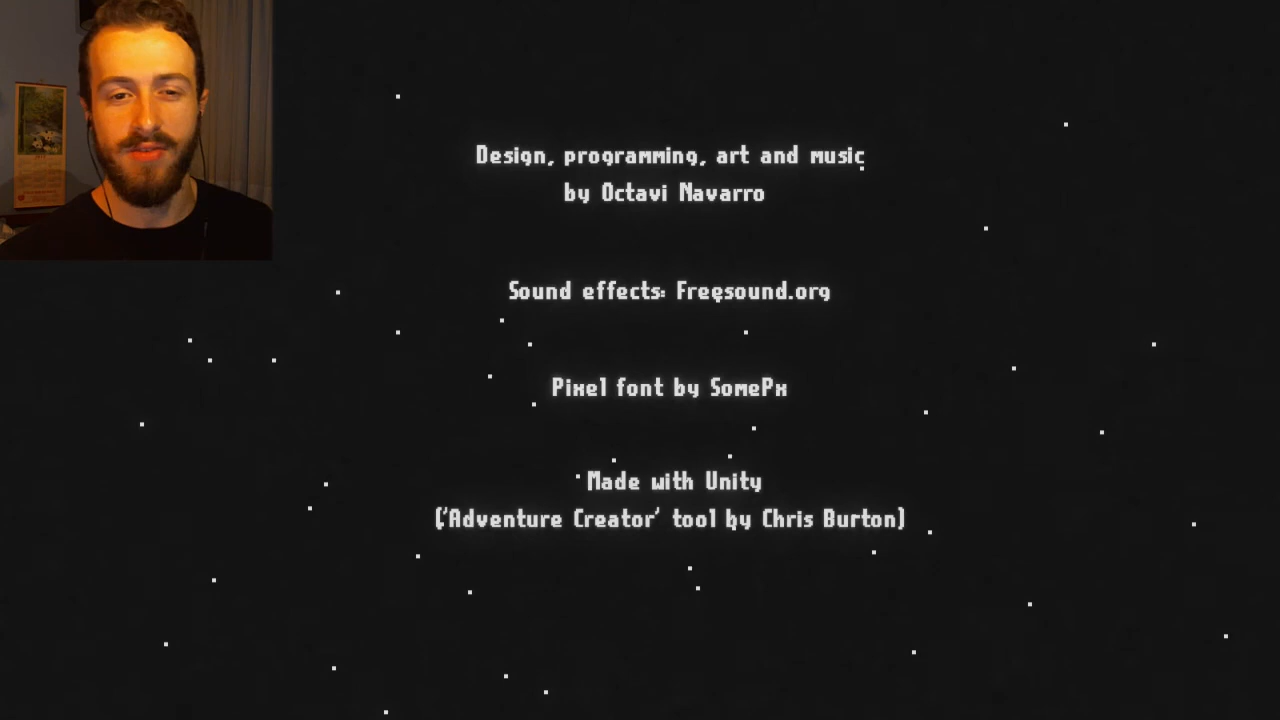 Design, programming, art and music
by Octavi Navarro
Sound effects: Freesound.org
Pixel font by SomePx
Made with Unity
('Adventure Creator' tool by Chris Burton)